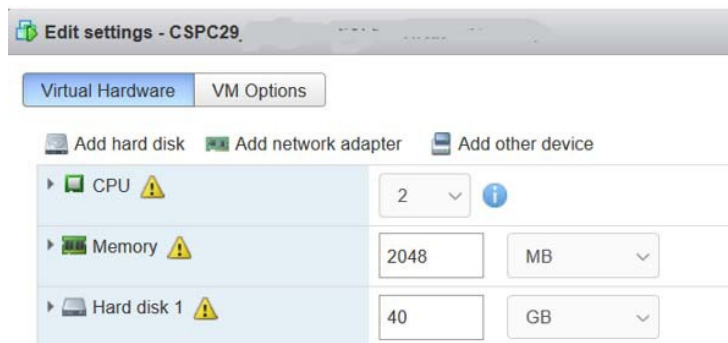 Edit settings - CSPC29
Virtual Hardware VM Options
Add hard disk Add network adapter Add other device
CPU 2
Memory 2048 MB
Hard disk 1 40 GB